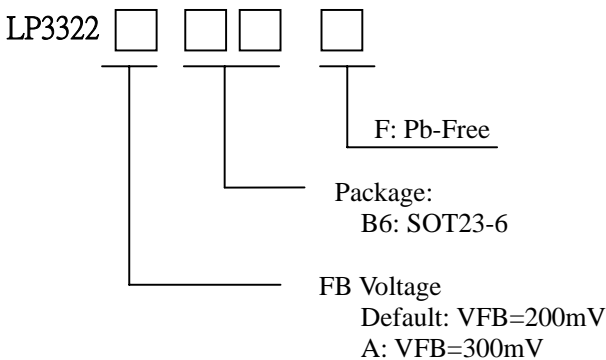 LP3322
F: Pb-Free
Package:
B6: SOT23-6
FB Voltage
Default: VFB=200mV
A: VFB=300mV